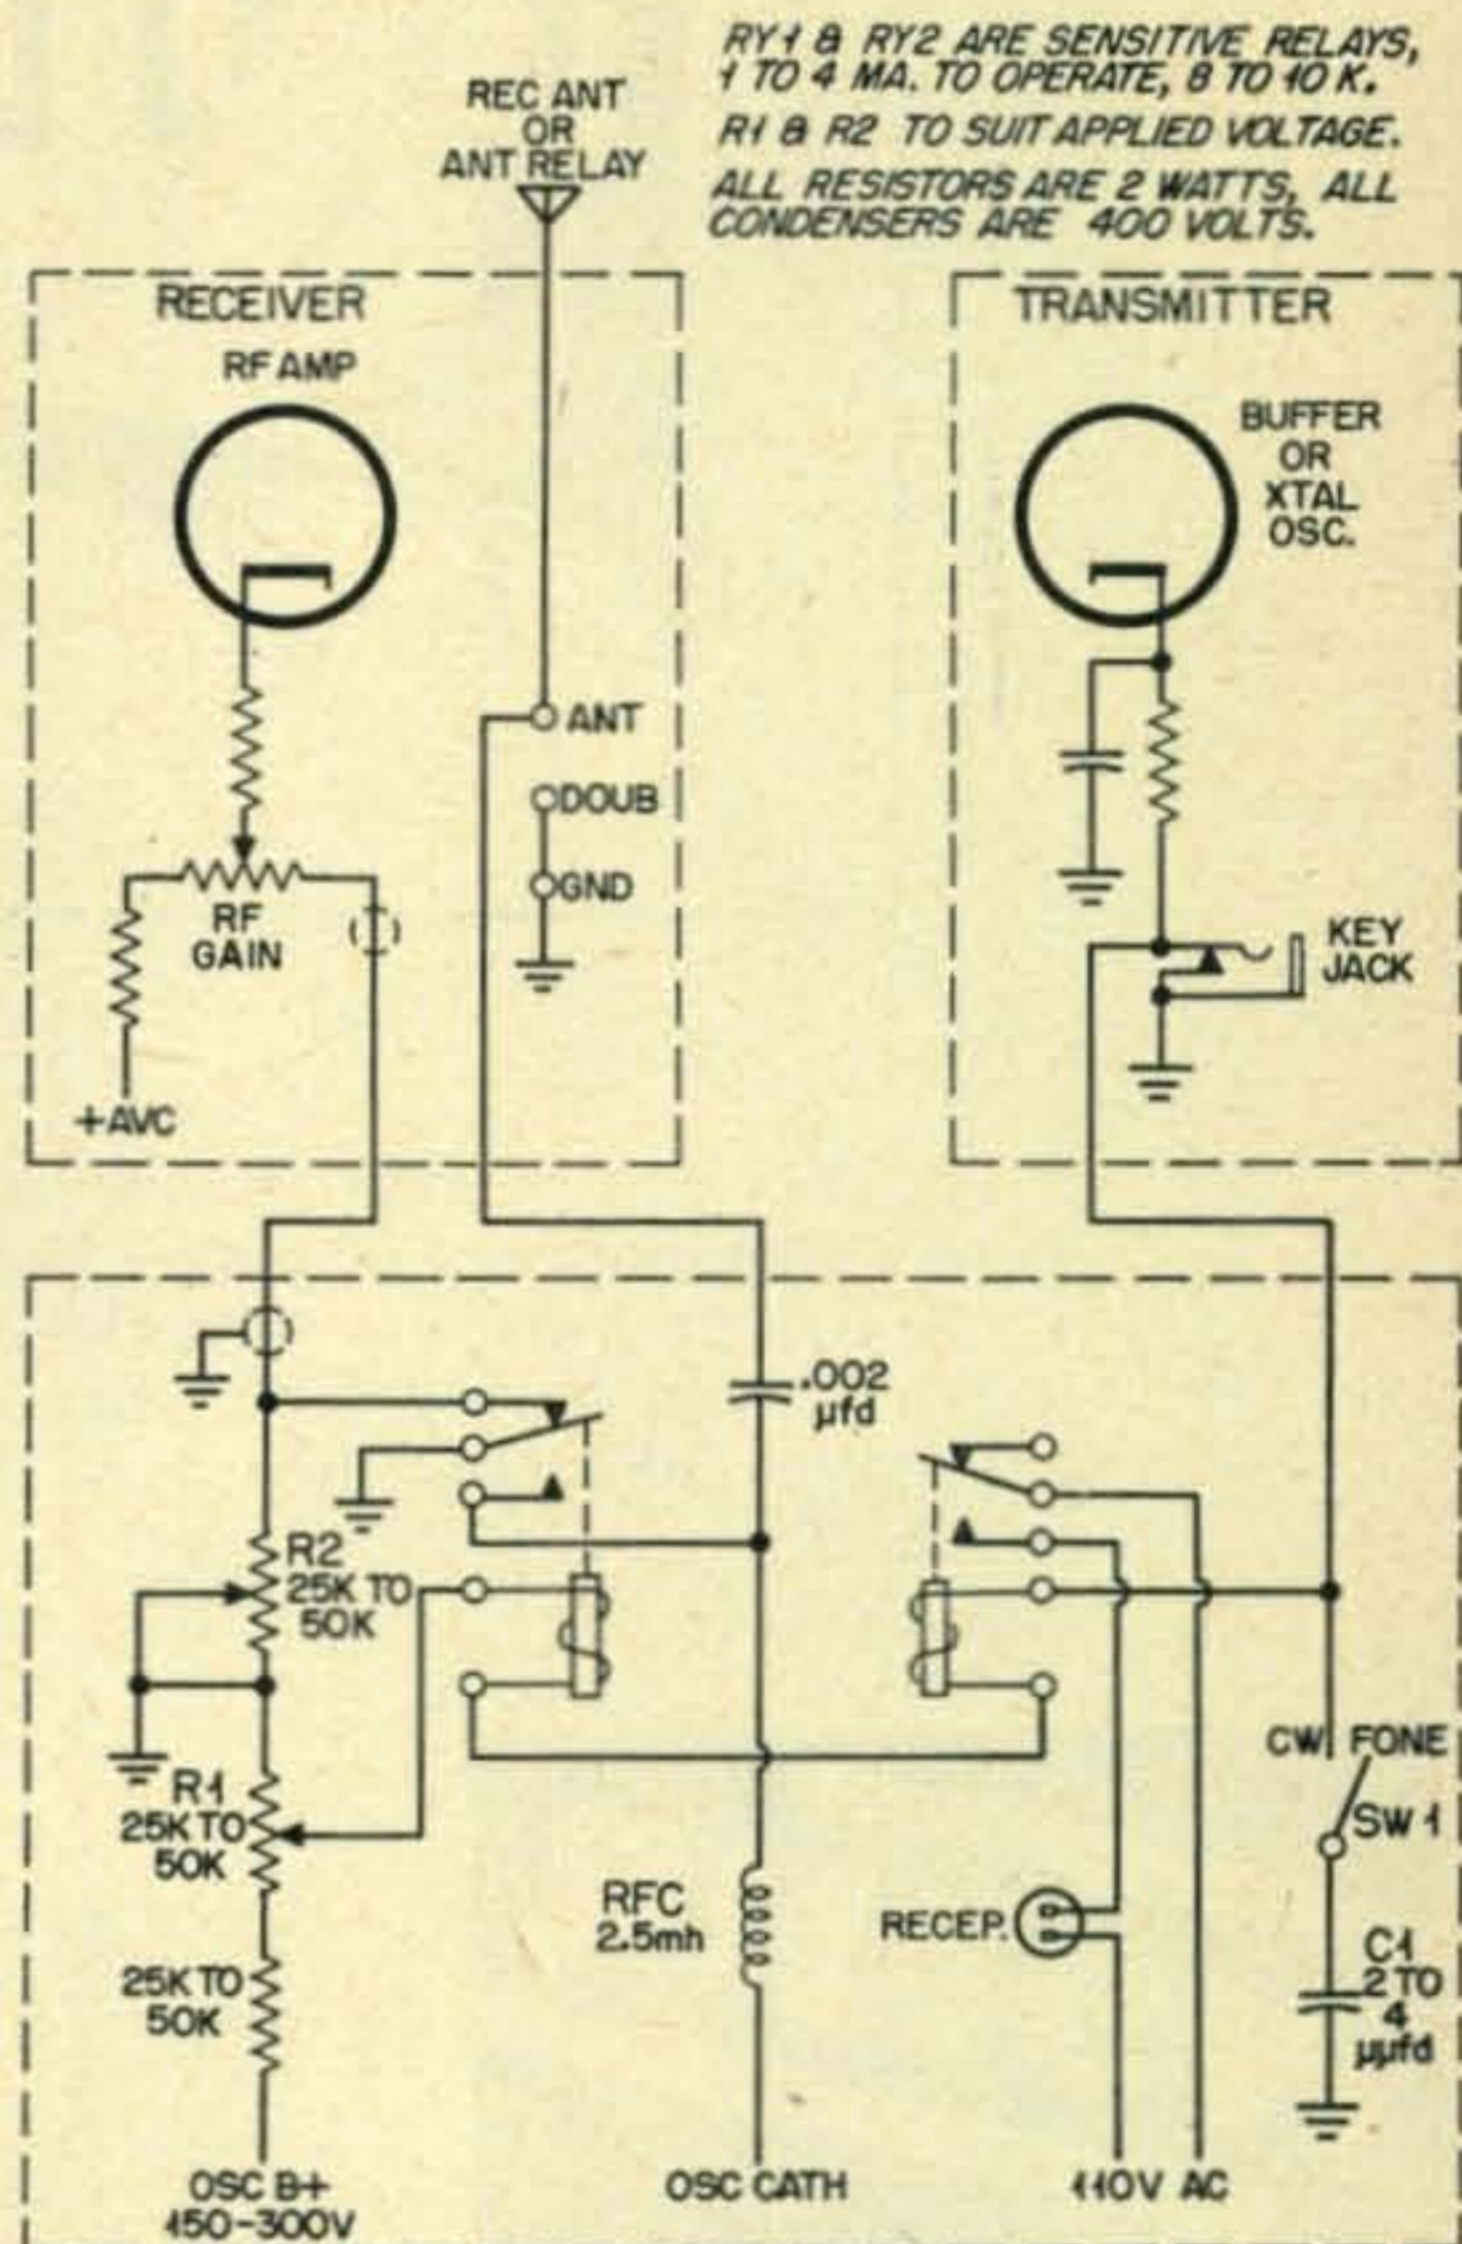 RY1 & RY2 ARE SENSITIVE RELAYS,
1 TO 4 MA. TO OPERATE, 8 TO 10 K.
R1 & R2 TO SUIT APPLIED VOLTAGE.
ALL RESISTORS ARE 2 WATTS, ALL
CONDENSERS ARE 400 VOLTS.
REC ANT
OR
ANT RELAY
RECEIVER
RF AMP
ANT
DOUB
GND
RF
GAIN
+AVC
TRANSMITTER
BUFFER
OR
XTAL
OSC.
KEY
JACK
.002
µfd
R2
25K TO
50K
R1
25K TO
50K
25K TO
50K
RFC
2.5mh
RECEP.
CW FONE
SW 1
C1
2 TO
4
µµfd
OSC B+
150-300V
OSC CATH
110V AC